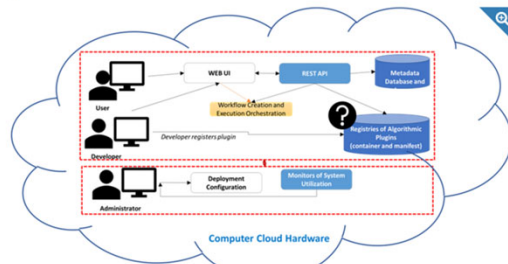 WEB UI
REST API
Metadata
Database and
User
Workflow Creation and
Execution Orchestration
?
Registries of Algorithmic
Plugins
(container and manifest)
Developer registers plugin
Developer
Deployment
Configuration
Monitors of System
Utilization
Administrator
Computer Cloud Hardware